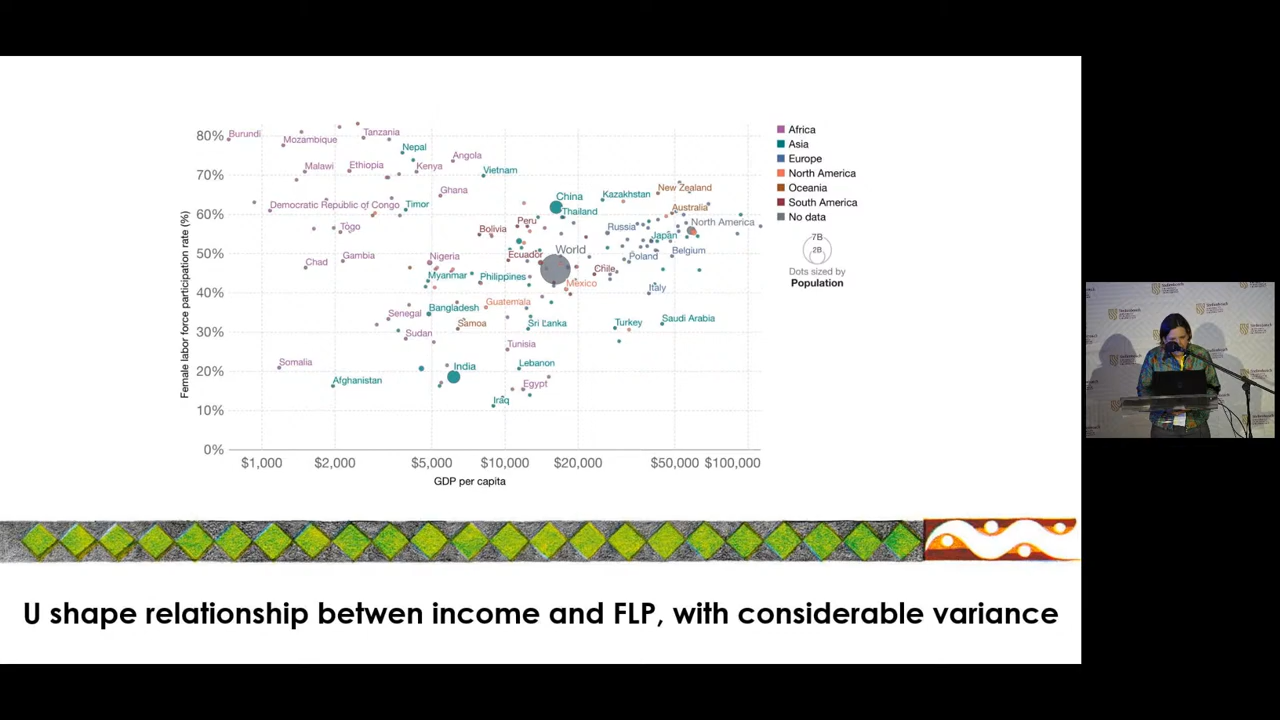 80%
70%
60%
50%
40%
30%
20%
10%
0%
Female labor force participation rate (%)
Burundi
Mozambique
Tanzania
Nepal
Malawi
Ethiopia
Kenya
Angola
Vietnam
Ghana
China
Kazakhstan
New Zealand
Democratic Republic of Congo
Timor
Thailand
Australia
Togo
Bolivia
Peru
Russia
North America
Japan
Chad
Gambia
Nigeria
Ecuador
World
Poland
Belgium
Myanmar
Philippines
Chile
Mexico
Italy
Senegal
Bangladesh
Guatemala
Samoa
Sri Lanka
Turkey
Saudi Arabia
Sudan
Tunisia
Somalia
India
Lebanon
Afghanistan
Egypt
Iraq
$1,000
$2,000
$5,000
$10,000
$20,000
$50,000
$100,000
GDP per capita
Africa
Asia
Europe
North America
Oceania
South America
No data
7B
2B
Dots sized by
Population
U shape relationship betwen income and FLP, with considerable variance